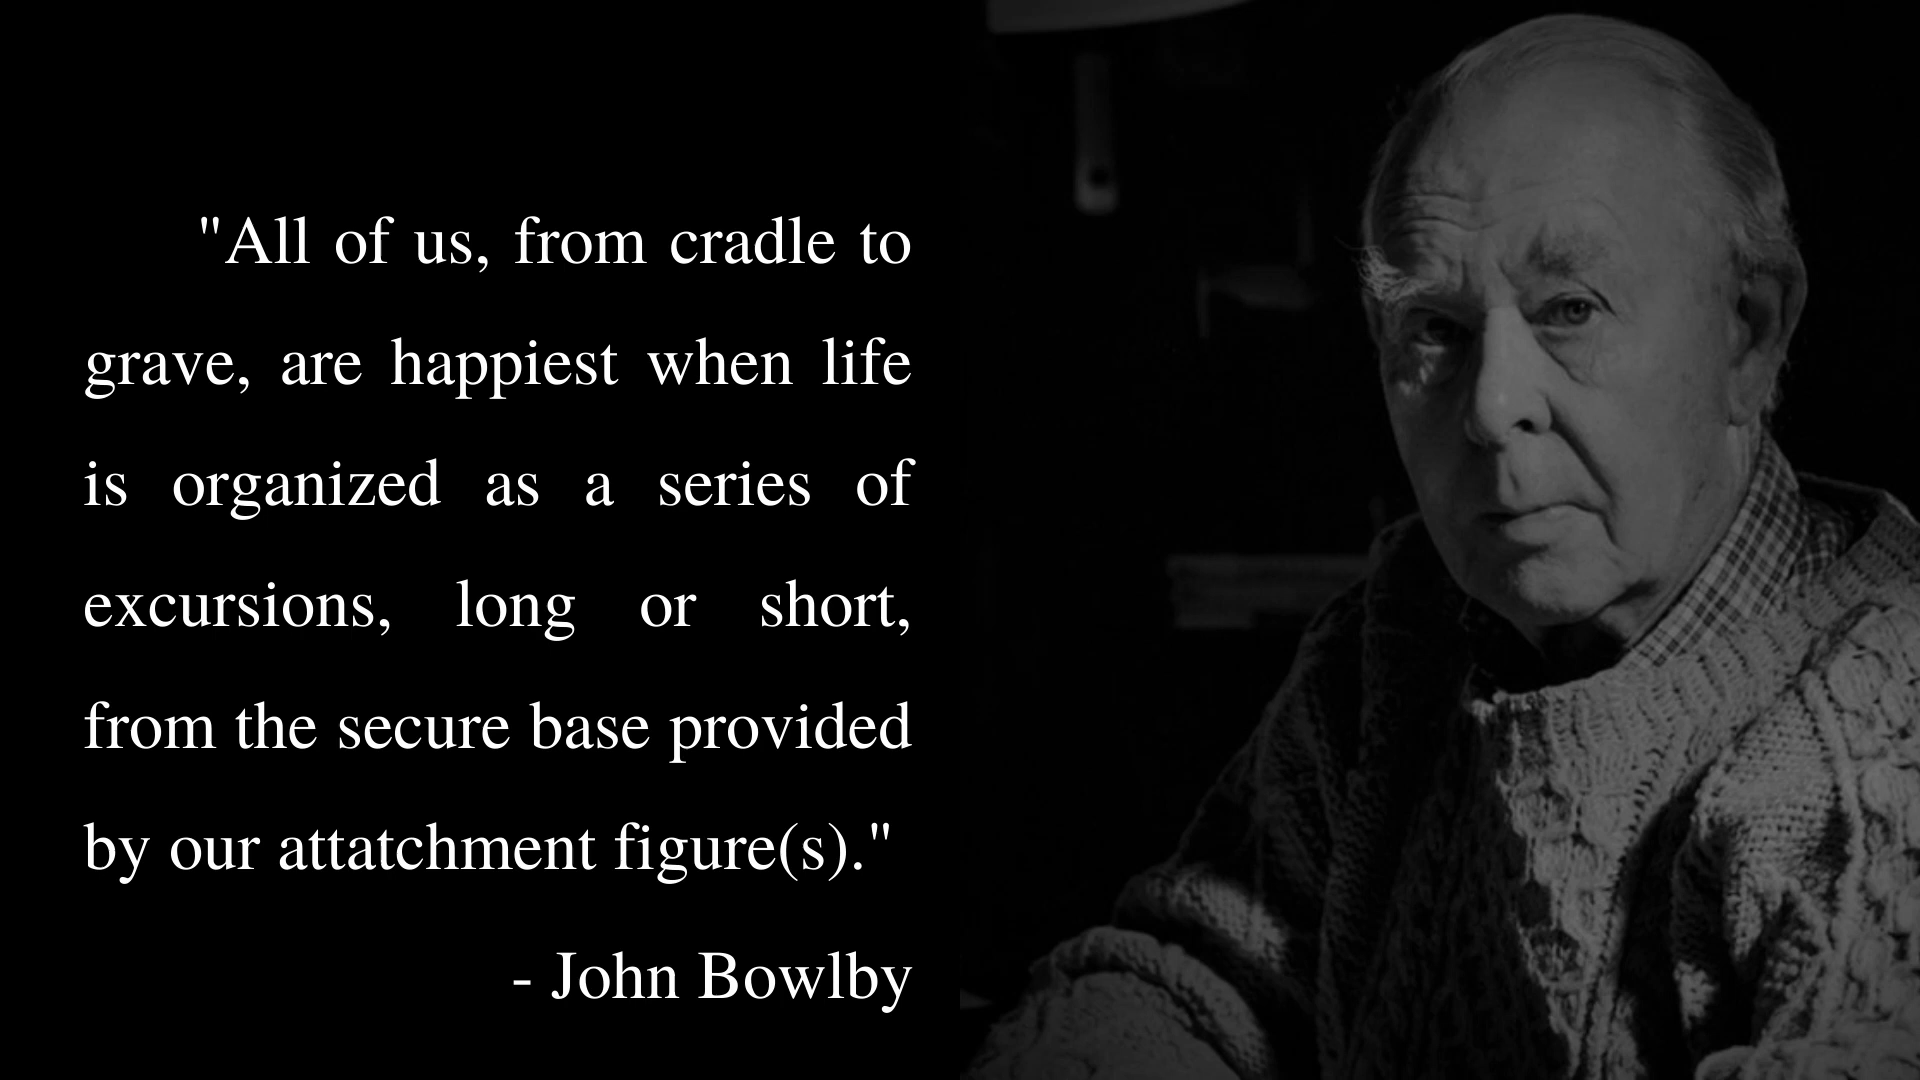 "All of us, from cradle to
grave, are happiest when life
is organized as a series of
excursions, long or short,
from the secure base provided
by our attatchment figure(s)."
- John Bowlby